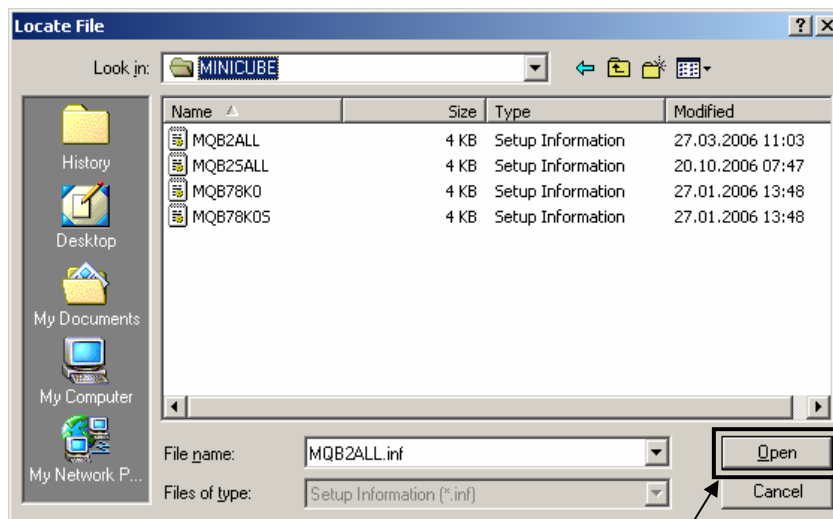 Locate File
Look in: MINICUBE
Name Size Type Modified
MQB2ALL 4 KB Setup Information 27.03.2006 11:03
MQB2SALL 4 KB Setup Information 20.10.2006 07:47
MQB78K0 4 KB Setup Information 27.01.2006 13:48
MQB78K0S 4 KB Setup Information 27.01.2006 13:48
History
Desktop
My Documents
My Computer
My Network P...
File name: MQB2ALL.inf Open
Files of type: Setup Information (*.inf) Cancel